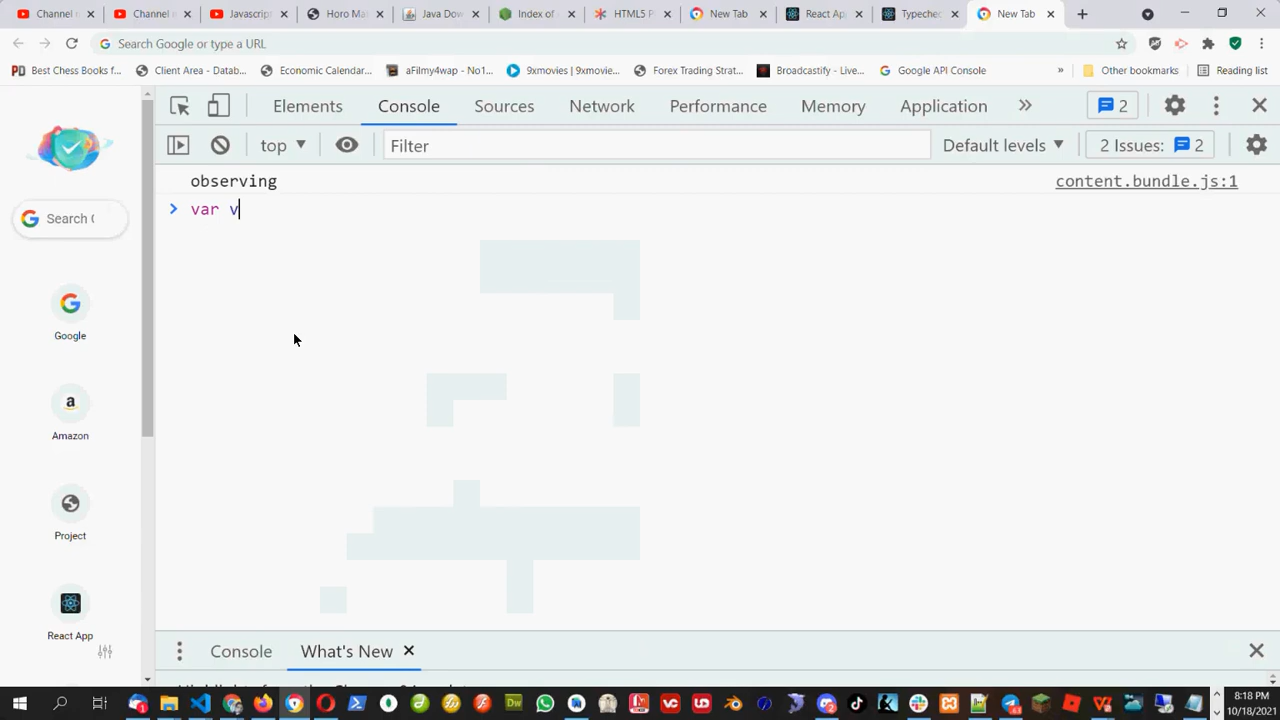 Channel c
Channel c
Javascript
Horo Ma
Java Dow
Index o
HTML5
New Tab
React Ap
Typechec
New Tab
Search Google or type a URL
Best Chess Books f...
Client Area - Datab...
Economic Calendar...
aFilmy4wap - No1...
9xmovies | 9xmovie...
Forex Trading Strat...
Broadcastify - Live...
Google API Console
»
Other bookmarks
Reading list
Elements
Console
Sources
Network
Performance
Memory
Application
»
2
top
Filter
Default levels
2 Issues:
2
observing
content.bundle.js:1
> var v
Search G
Google
Amazon
Project
React App
Console
What's New
8:18 PM
10/18/2021